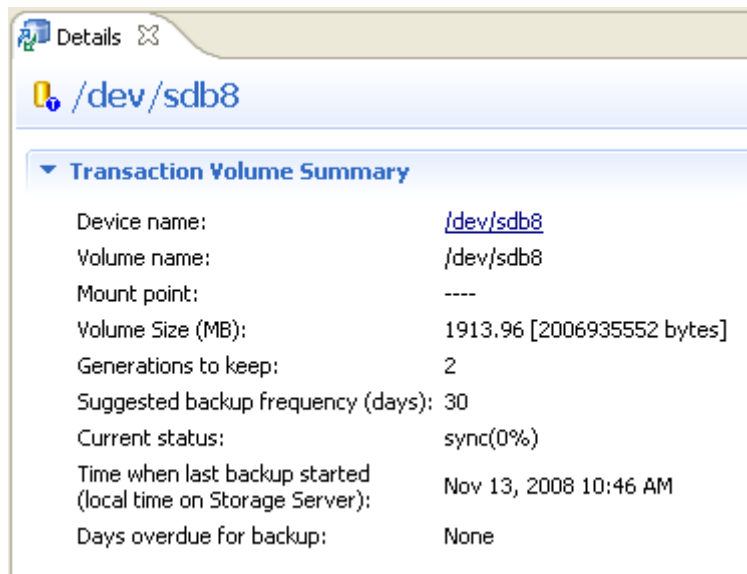 Details
/dev/sdb8
Transaction Volume Summary
Device name: /dev/sdb8
Volume name: /dev/sdb8
Mount point: ----
Volume Size (MB): 1913.96 [2006935552 bytes]
Generations to keep: 2
Suggested backup frequency (days): 30
Current status: sync(0%)
Time when last backup started
(local time on Storage Server): Nov 13, 2008 10:46 AM
Days overdue for backup: None